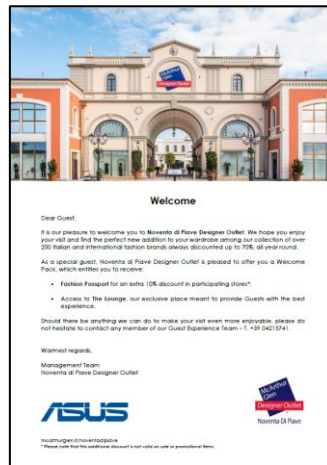 McArthur
Glen
Designer Outlet
Welcome
Dear Guest,
It is our pleasure to welcome you to Noventa di Piave Designer Outlet. We hope you enjoy
your visit and find the perfect new addition to your wardrobe among our collection of over
200 Italian and international fashion brands always discounted up to 70%, all year round.
As a special guest, Noventa di Piave Designer Outlet is pleased to offer you a Welcome
Pack, which entitles you to receive:
• Fashion Passport for an extra 10% discount in participating stores*;
• Access to The Lounge, our exclusive place meant to provide Guests with the best
experience.
Should there be anything we can do to make your visit even more enjoyable, please do
not hesitate to contact any member of our Guest Experience Team – T. +39 04215741.
Warmest regards,
Management Team
Noventa di Piave Designer Outlet
ASUS
McArthur
Glen
Designer Outlet
Noventa Di Piave
mcarthurglen.it/noventadipiave
* Please note that this additional discount is not valid on sale or promotional items